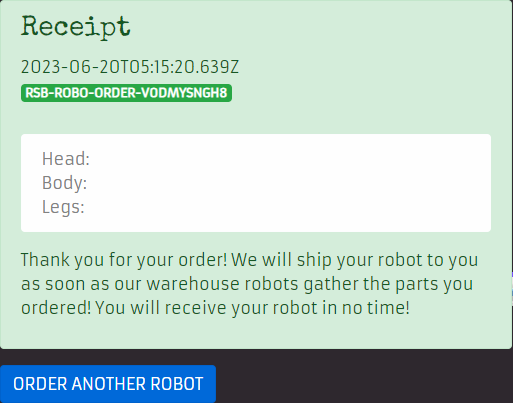 Receipt
2023-06-20T05:15:20.639Z
RSB-ROBO-ORDER-VODMYSNGH8
Head:
Body:
Legs:
Thank you for your order! We will ship your robot to you
as soon as our warehouse robots gather the parts you
ordered! You will receive your robot in no time!
ORDER ANOTHER ROBOT